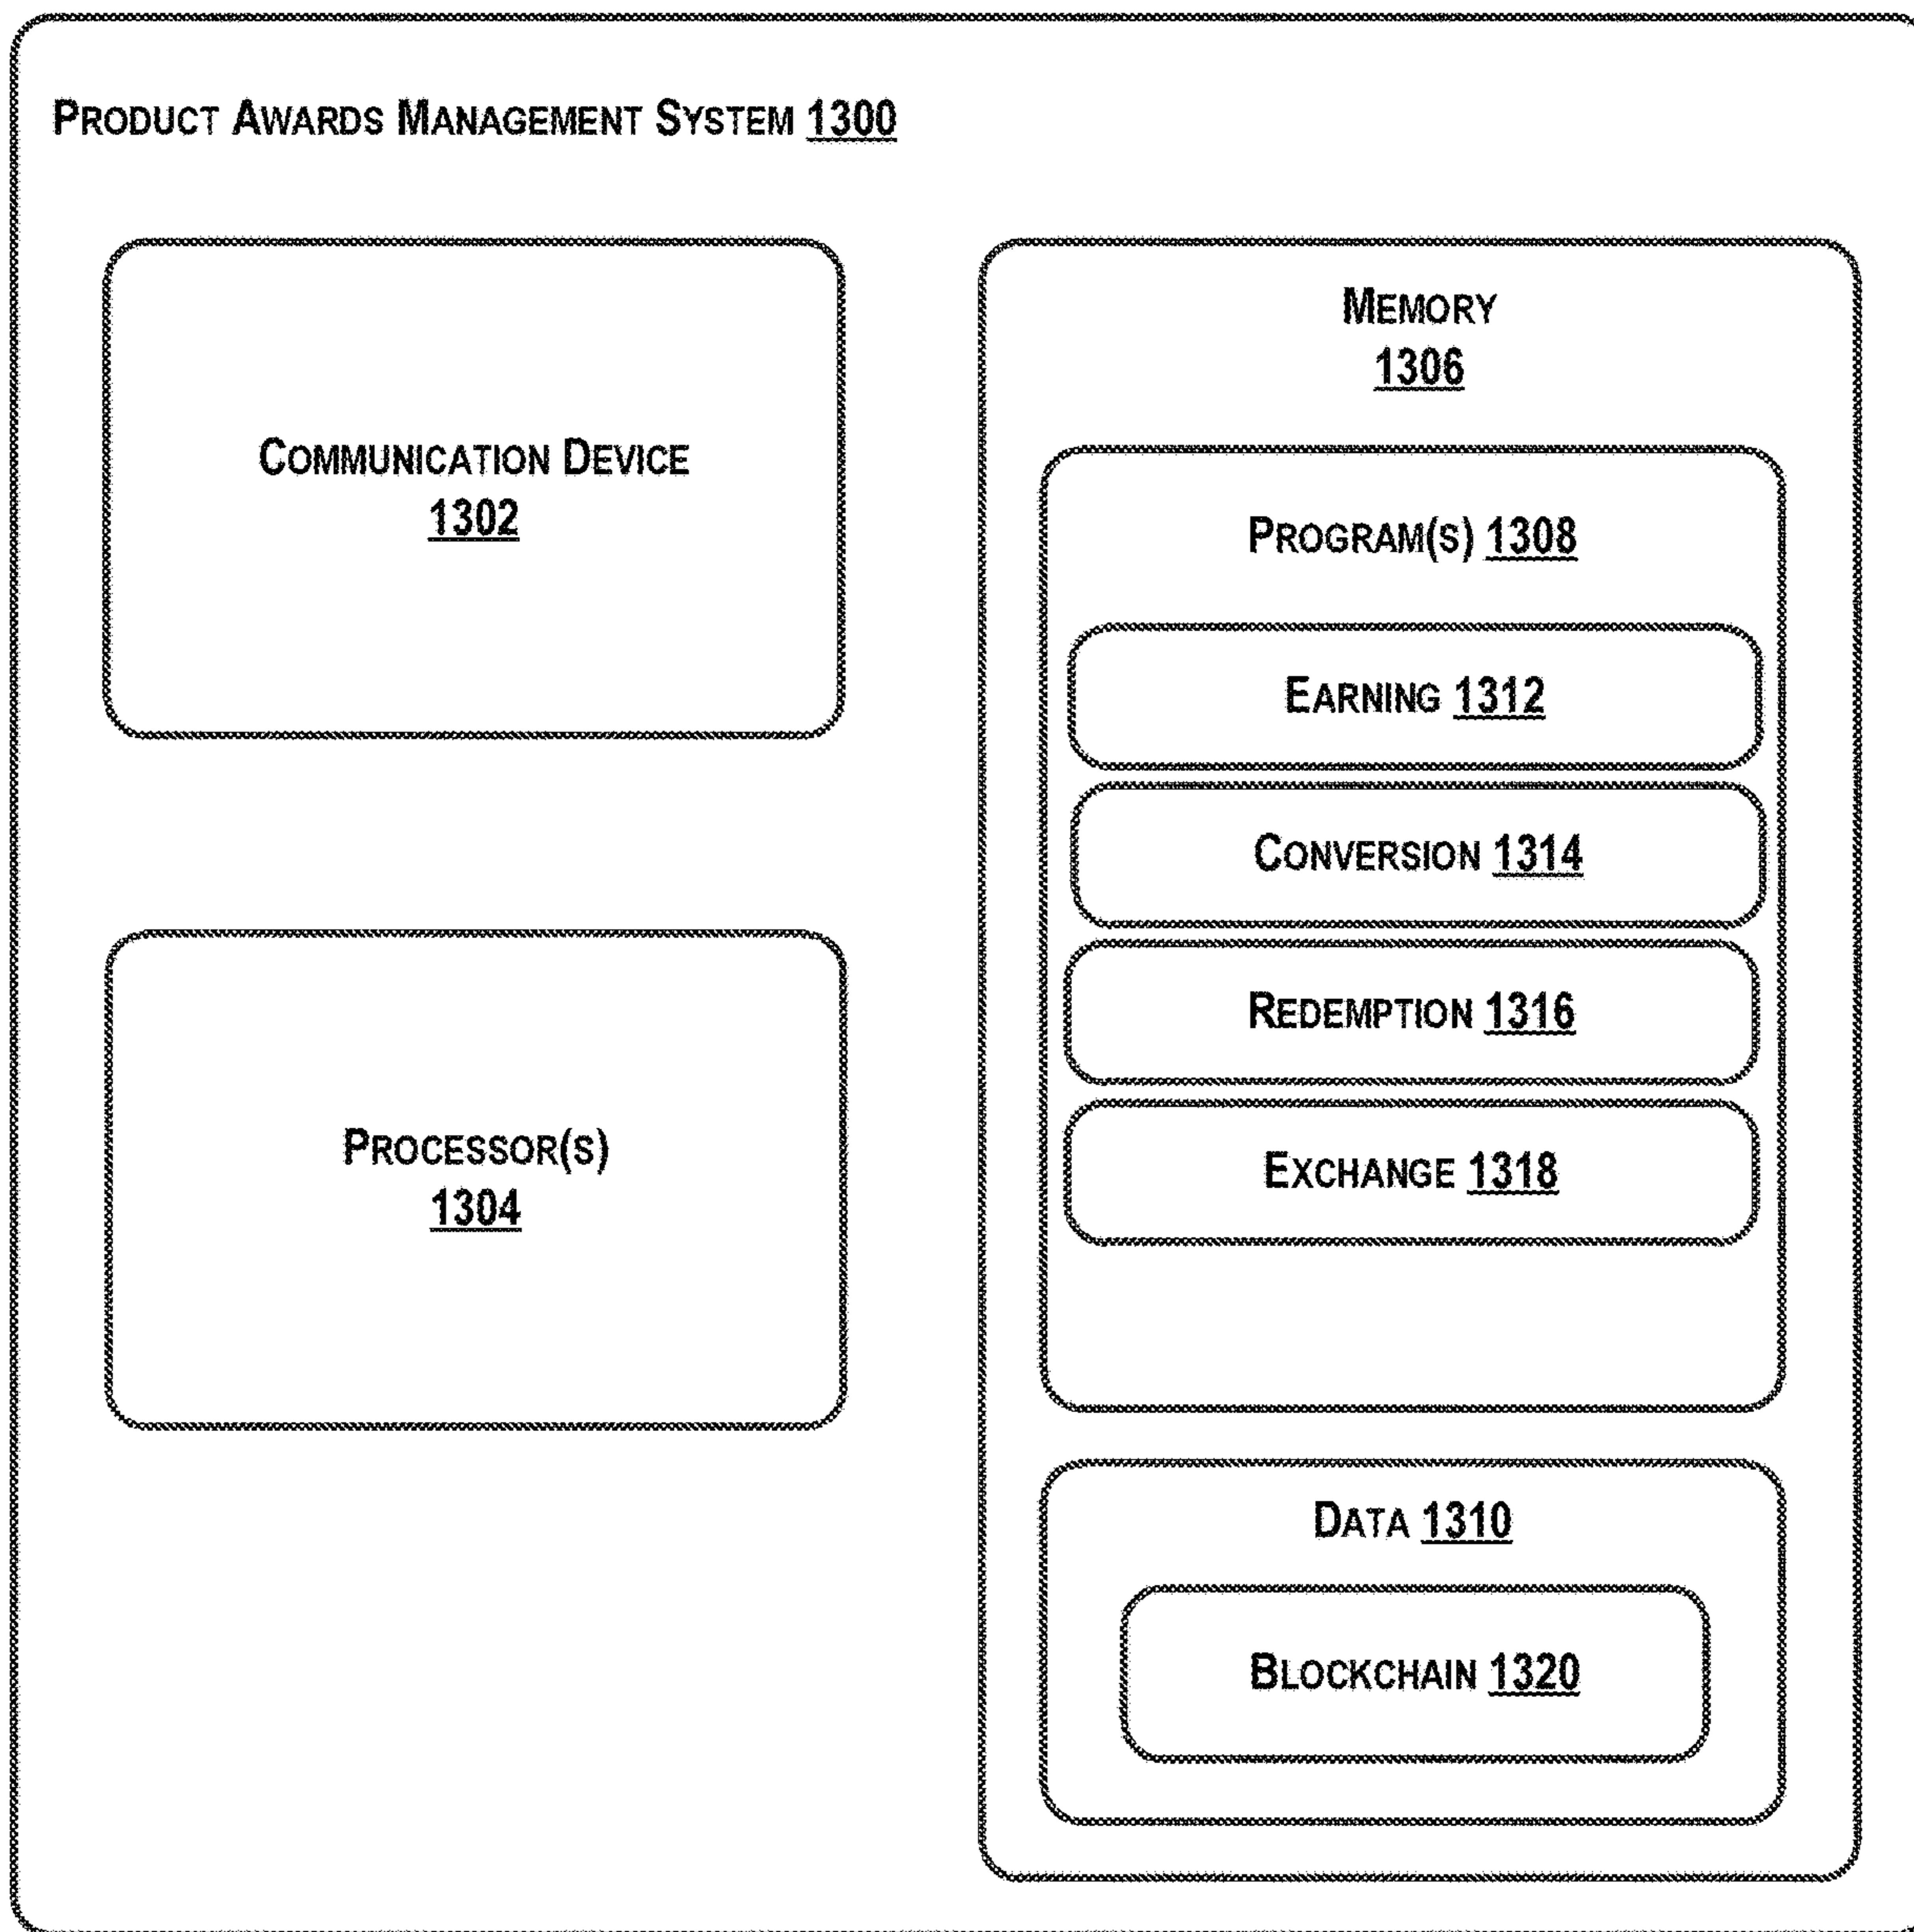 PRODUCT AWARDS MANAGEMENT SYSTEM 1300
COMMUNICATION DEVICE
1302
PROCESSOR(S)
1304
MEMORY
1306
PROGRAM(S) 1308
EARNING 1312
CONVERSION 1314
REDEMPTION 1316
EXCHANGE 1318
DATA 1310
BLOCKCHAIN 1320